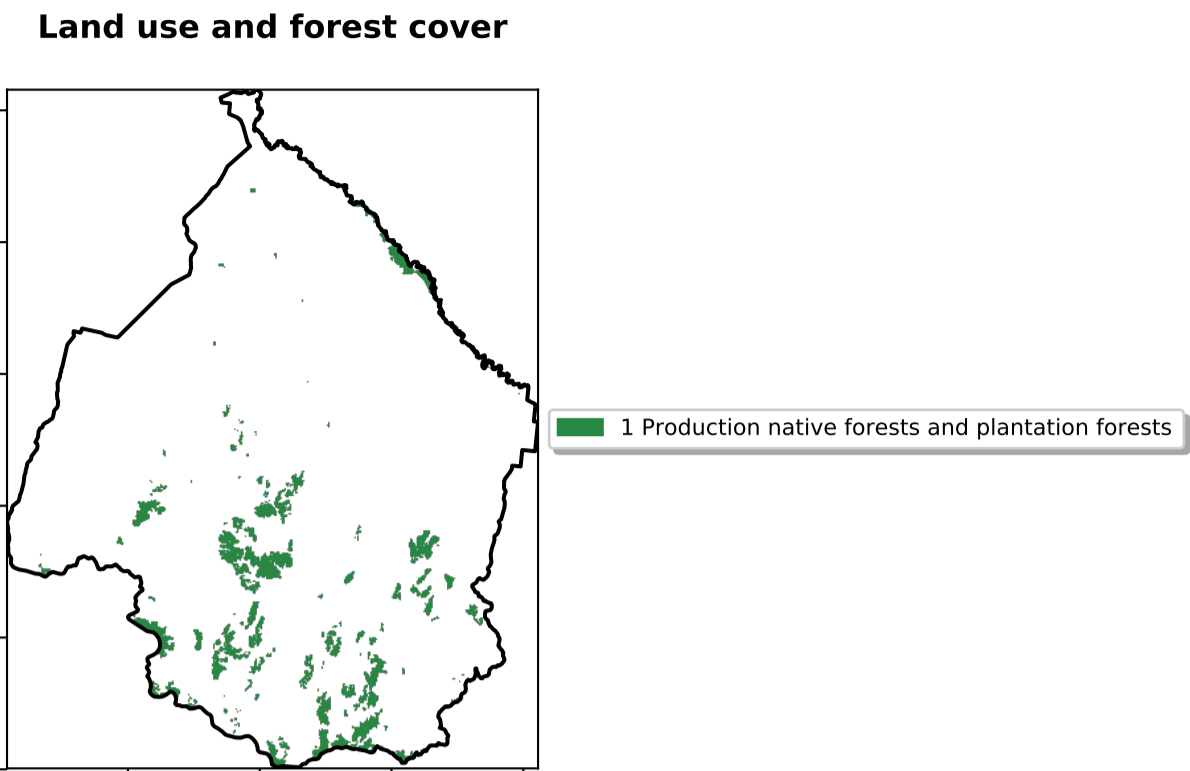 Land use and forest cover
1 Production native forests and plantation forests